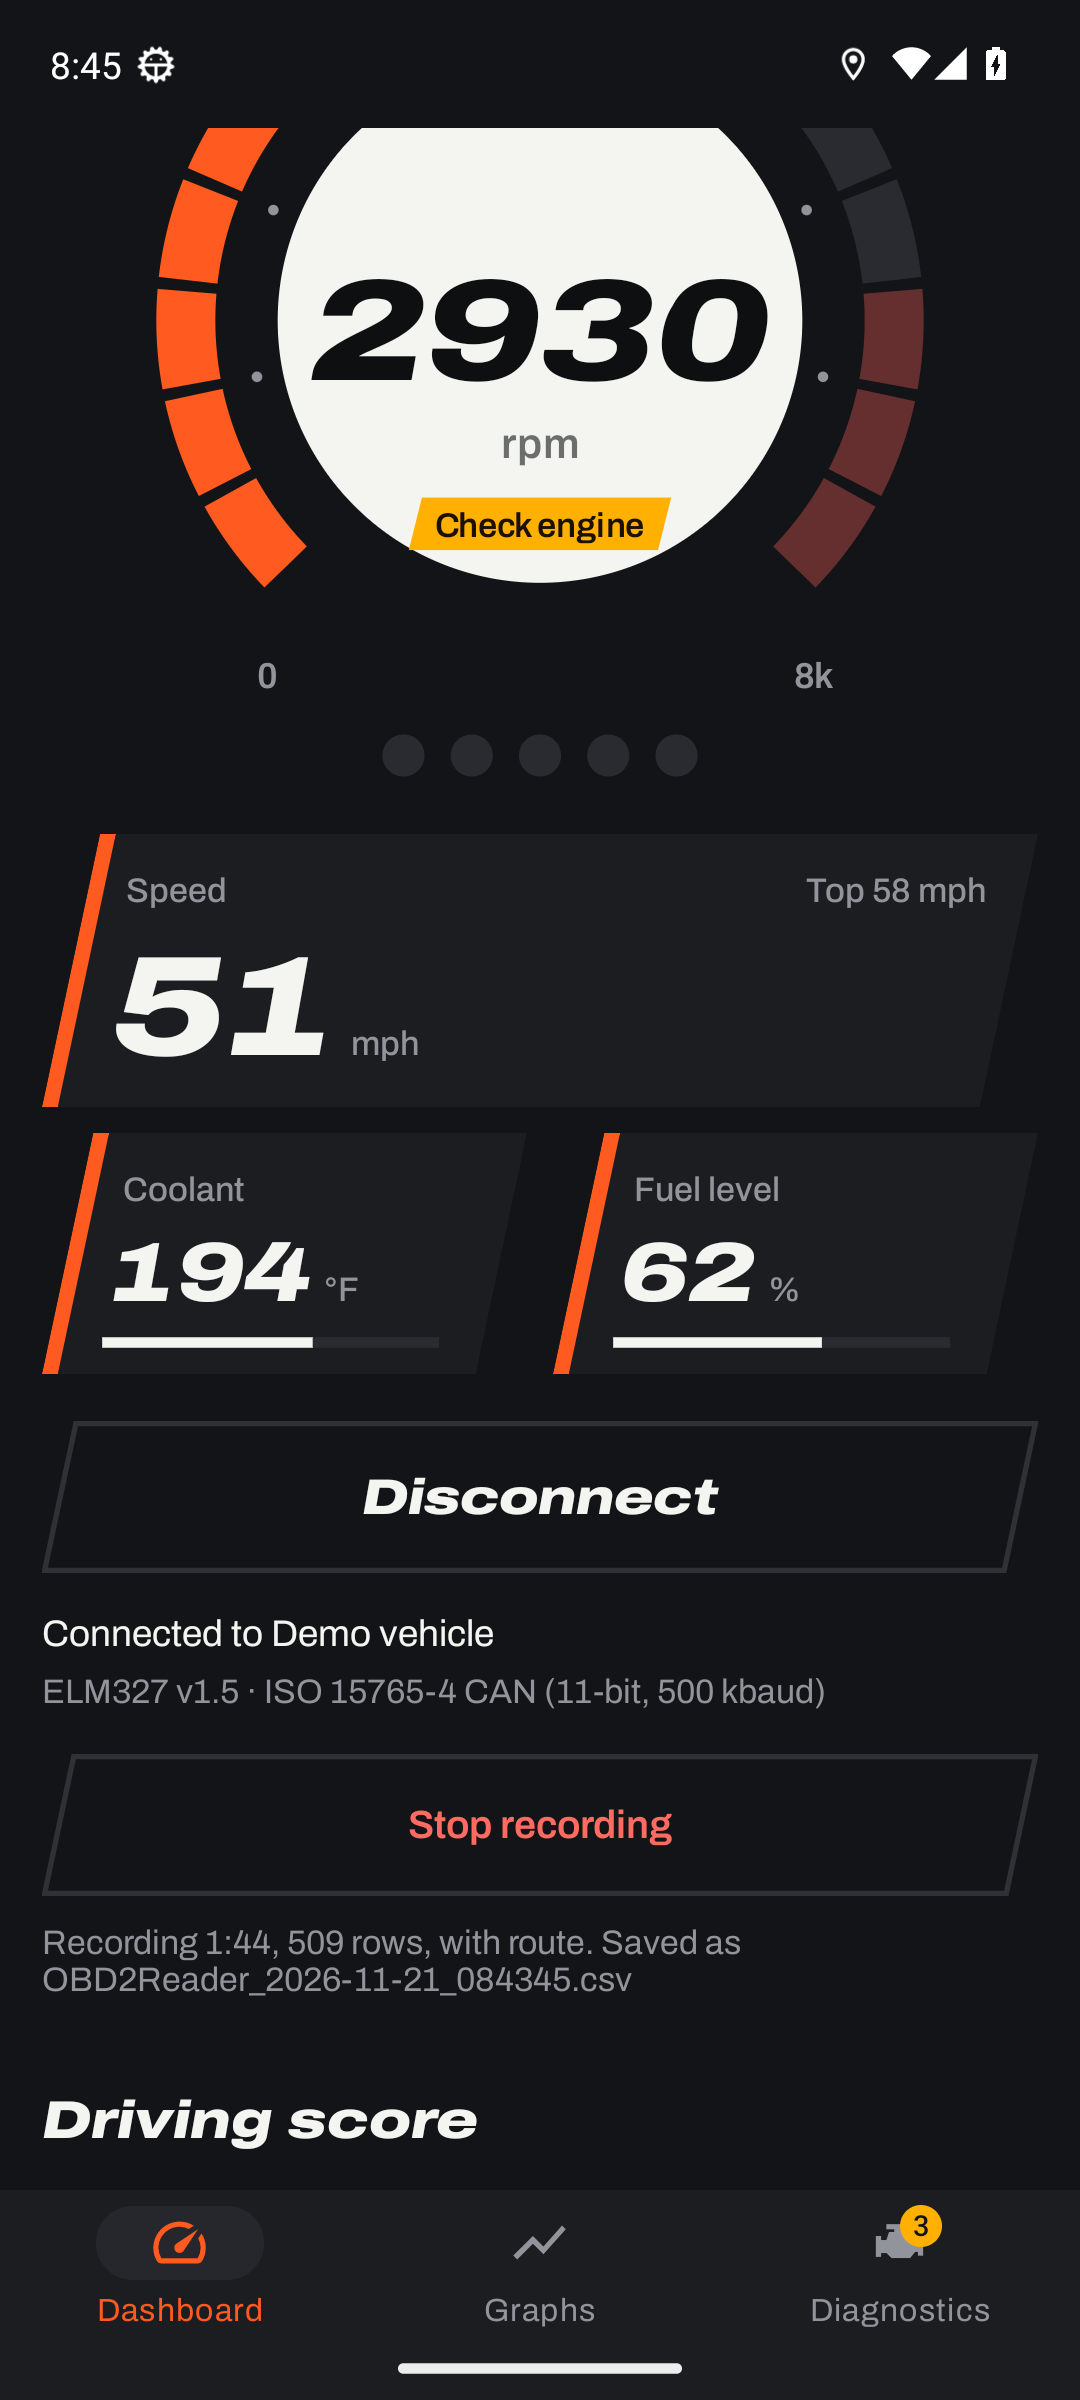 8:45
2930
rpm
Check engine
0
8k
Speed
Top 58 mph
51 mph
Coolant
Fuel level
194 °F
62 %
Disconnect
Connected to Demo vehicle
ELM327 v1.5 · ISO 15765-4 CAN (11-bit, 500 kbaud)
Stop recording
Recording 1:44, 509 rows, with route. Saved as
OBD2Reader_2026-11-21_084345.csv
Driving score
3
Dashboard
Graphs
Diagnostics